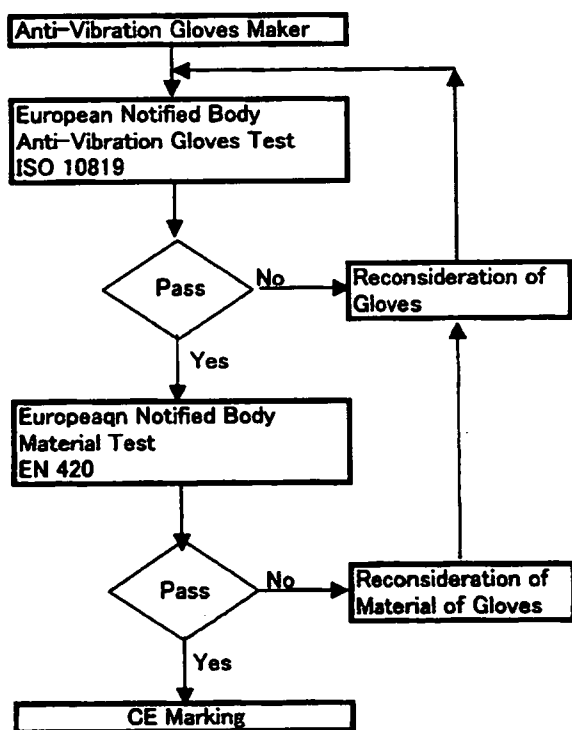 Anti-Vibration Gloves Maker
European Notified Body
Anti-Vibration Gloves Test
ISO 10819
Pass
No
Reconsideration of
Gloves
Yes
Europeaqn Notified Body
Material Test
EN 420
Pass
No
Reconsideration of
Material of Gloves
Yes
CE Marking